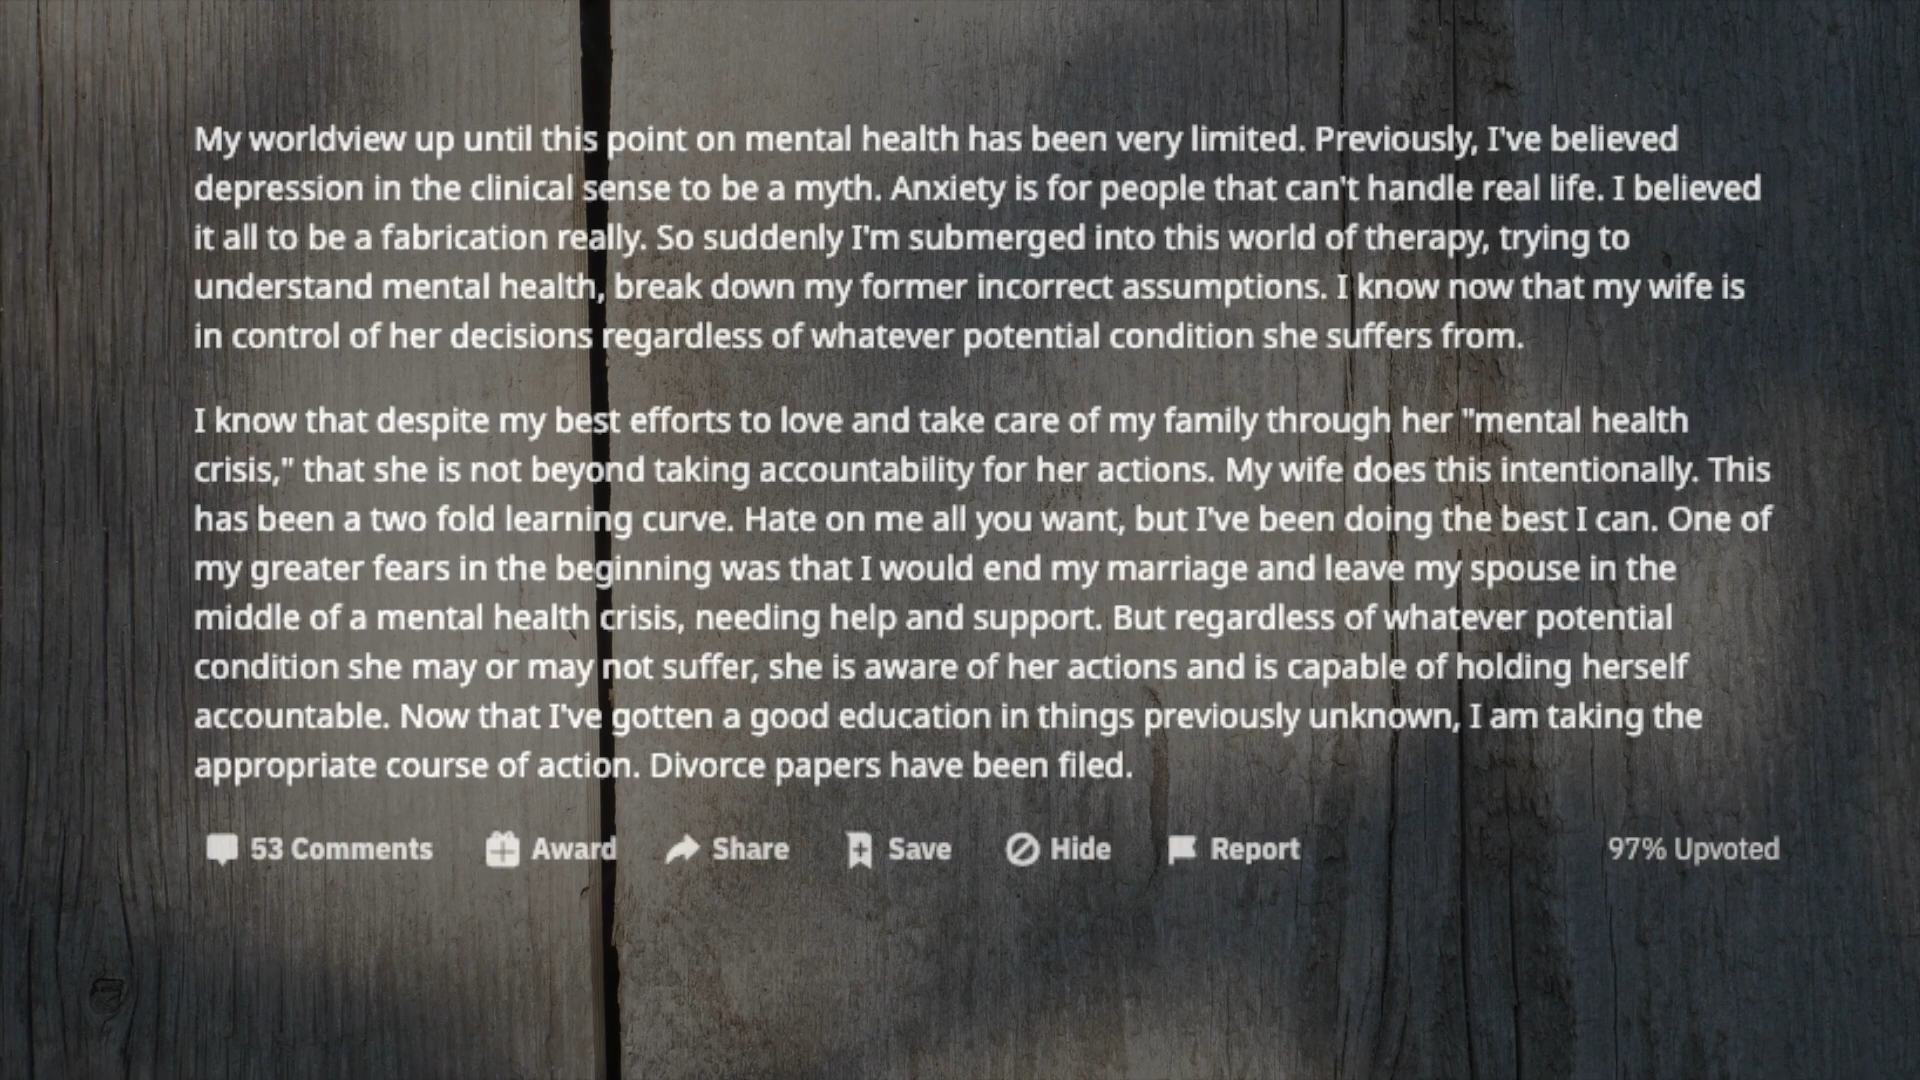 My worldview up until this point on mental health has been very limited. Previously, I've believed
depression in the clinical sense to be a myth. Anxiety is for people that can't handle real life. I believed
it all to be a fabrication really. So suddenly I'm submerged into this world of therapy, trying to
understand mental health, break down my former incorrect assumptions. I know now that my wife is
in control of her decisions regardless of whatever potential condition she suffers from.
I know that despite my best efforts to love and take care of my family through her "mental health
crisis," that she is not beyond taking accountability for her actions. My wife does this intentionally. This
has been a two fold learning curve. Hate on me all you want, but I've been doing the best I can. One of
my greater fears in the beginning was that I would end my marriage and leave my spouse in the
middle of a mental health crisis, needing help and support. But regardless of whatever potential
condition she may or may not suffer, she is aware of her actions and is capable of holding herself
accountable. Now that I've gotten a good education in things previously unknown, I am taking the
appropriate course of action. Divorce papers have been filed.
53 Comments Award Share Save Hide Report 97% Upvoted